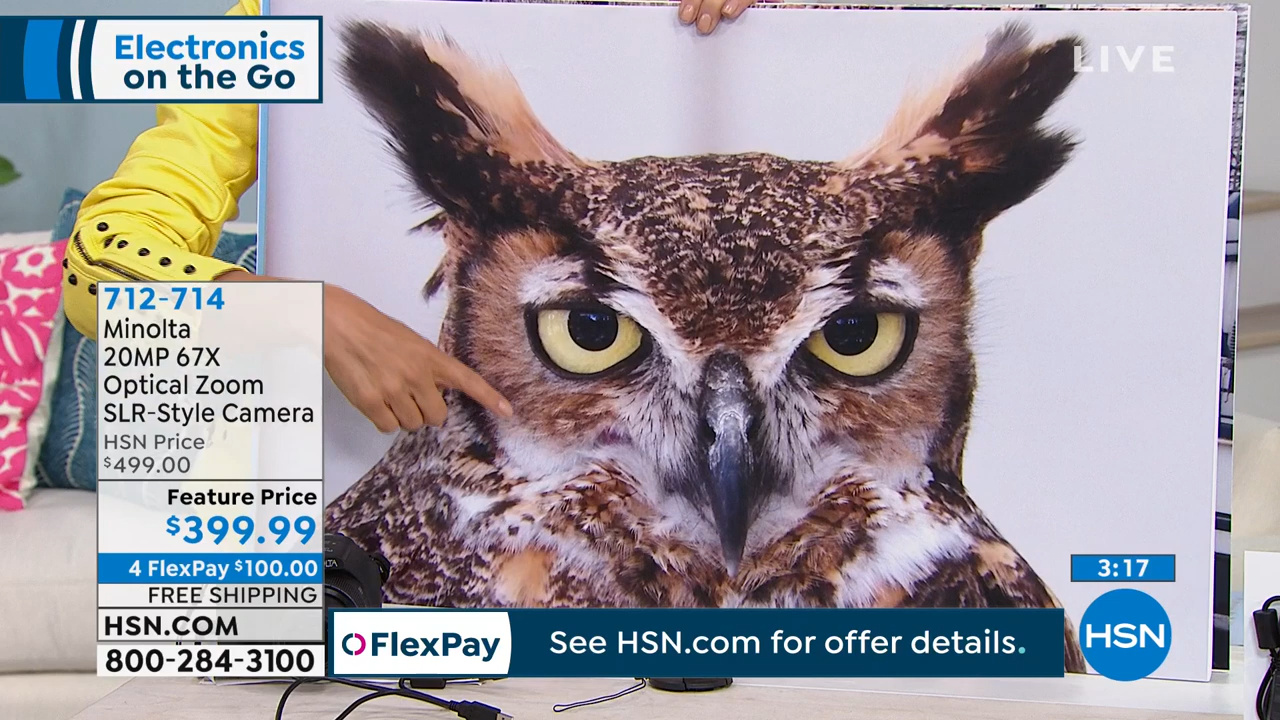 Electronics
on the Go
LIVE
712-714
Minolta
20MP 67X
Optical Zoom
SLR-Style Camera
HSN Price
$499.00
Feature Price
$399.99
4 FlexPay $100.00
FREE SHIPPING
HSN.COM
800-284-3100
FlexPay
See HSN.com for offer details.
3:17
HSN